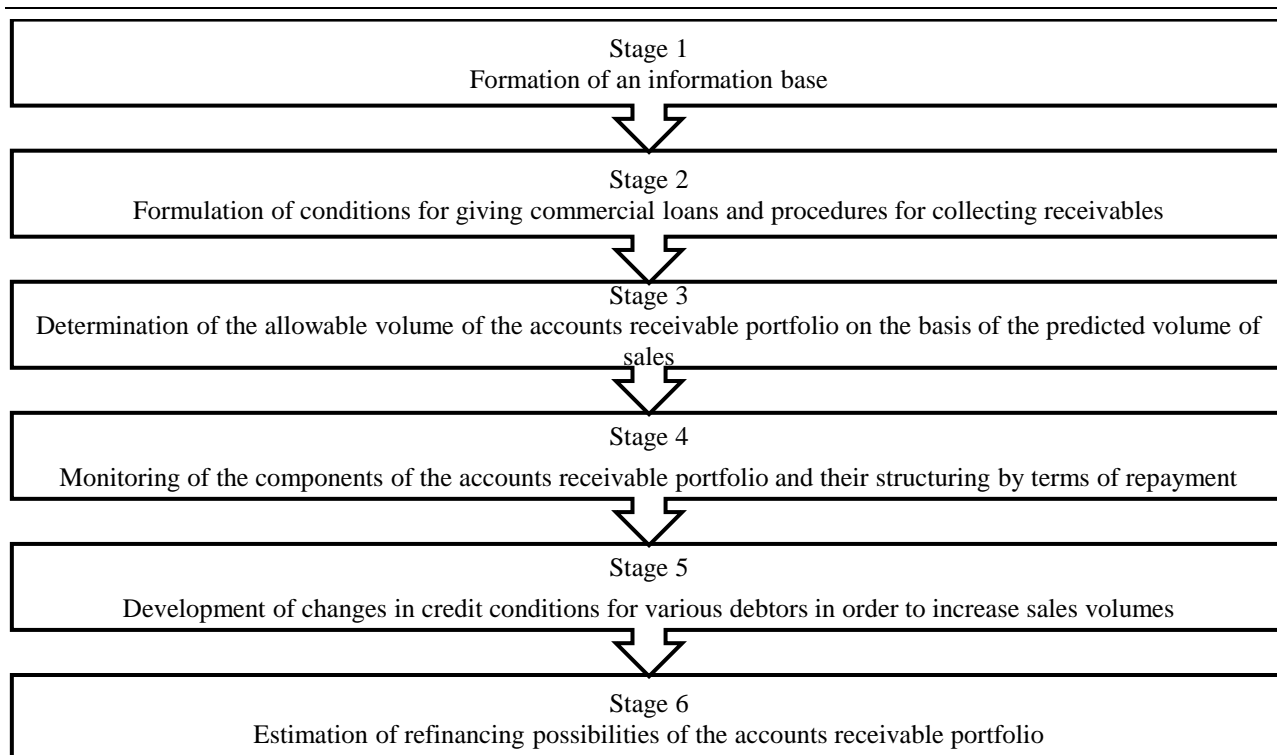 Stage 1
Formation of an information base
Stage 2
Formulation of conditions for giving commercial loans and procedures for collecting receivables
Stage 3
Determination of the allowable volume of the accounts receivable portfolio on the basis of the predicted volume of
sales
Stage 4
Monitoring of the components of the accounts receivable portfolio and their structuring by terms of repayment
Stage 5
Development of changes in credit conditions for various debtors in order to increase sales volumes
Stage 6
Estimation of refinancing possibilities of the accounts receivable portfolio